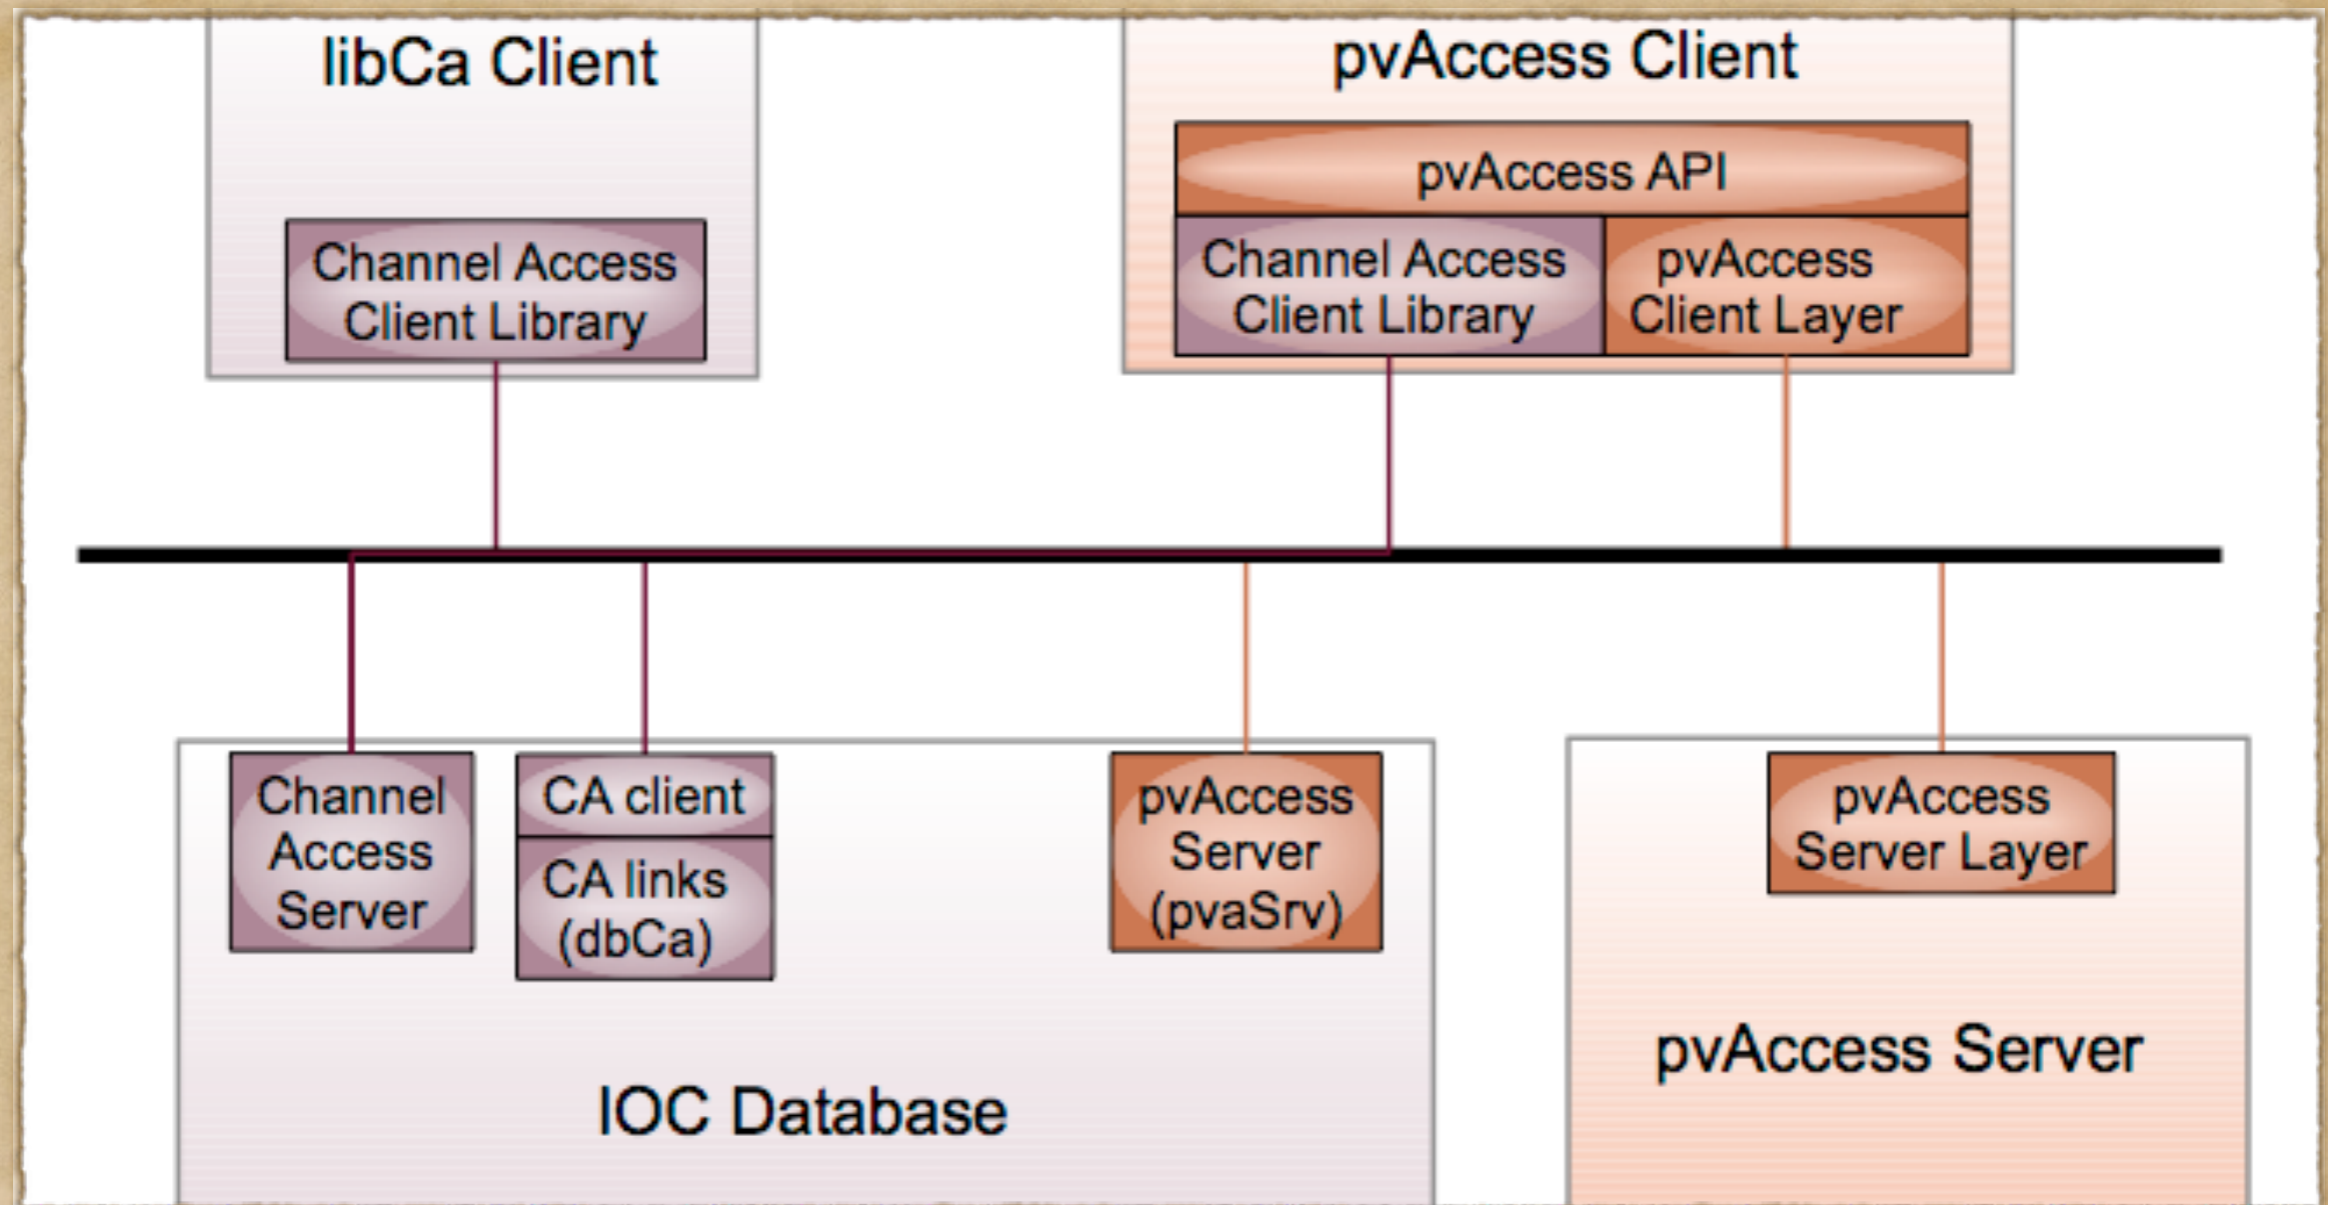 libCa Client
Channel Access
Client Library
pvAccess Client
pvAccess API
Channel Access
Client Library
pvAccess
Client Layer
Channel
Access
Server
CA client
CA links
(dbCa)
pvAccess
Server
(pvaSrv)
IOC Database
pvAccess
Server Layer
pvAccess Server